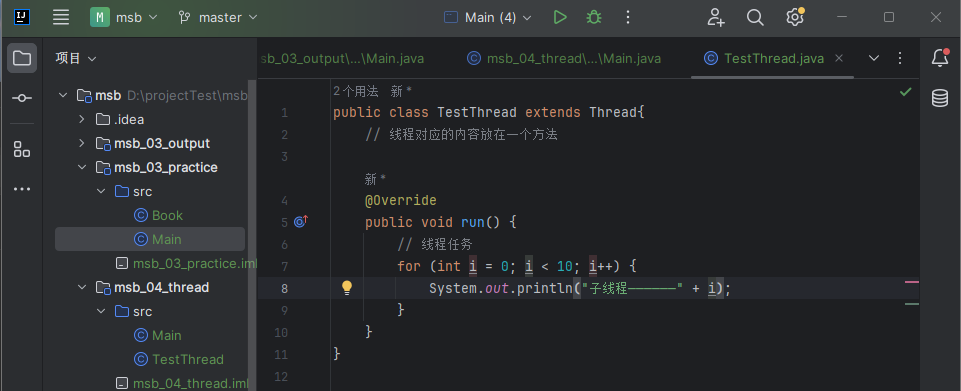 IJ
M msb master Main (4)
项目
sb_03_output\...\Main.java msb_04_thread\...\Main.java TestThread.java
msb D:\projectTest\msb
.idea
msb_03_output
msb_03_practice
src
Book
Main
msb_03_practice.iml
msb_04_thread
src
Main
TestThread
msb_04_thread.iml
2个用法 新 *
1 public class TestThread extends Thread{
2 // 线程对应的内容放在一个方法
3
新 *
4 @Override
5 public void run() {
6 // 线程任务
7 for (int i = 0; i < 10; i++) {
8 System.out.println("子线程——————" + i);
9 }
10 }
11 }
12